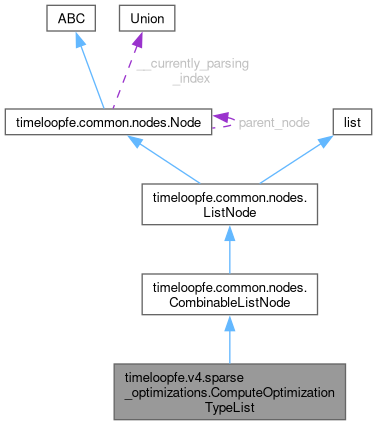 ABC
Union
__currently_parsing
_index
timeloopfe.common.nodes.Node
parent_node
list
timeloopfe.common.nodes.
ListNode
timeloopfe.common.nodes.
CombinableListNode
timeloopfe.v4.sparse
_optimizations.ComputeOptimization
TypeList